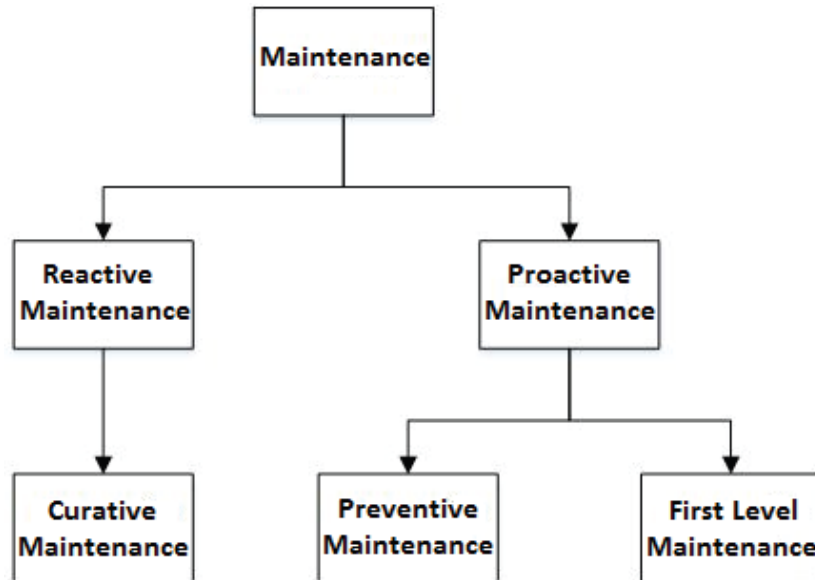 Maintenance
Reactive
Maintenance
Proactive
Maintenance
Curative
Maintenance
Preventive
Maintenance
First Level
Maintenance